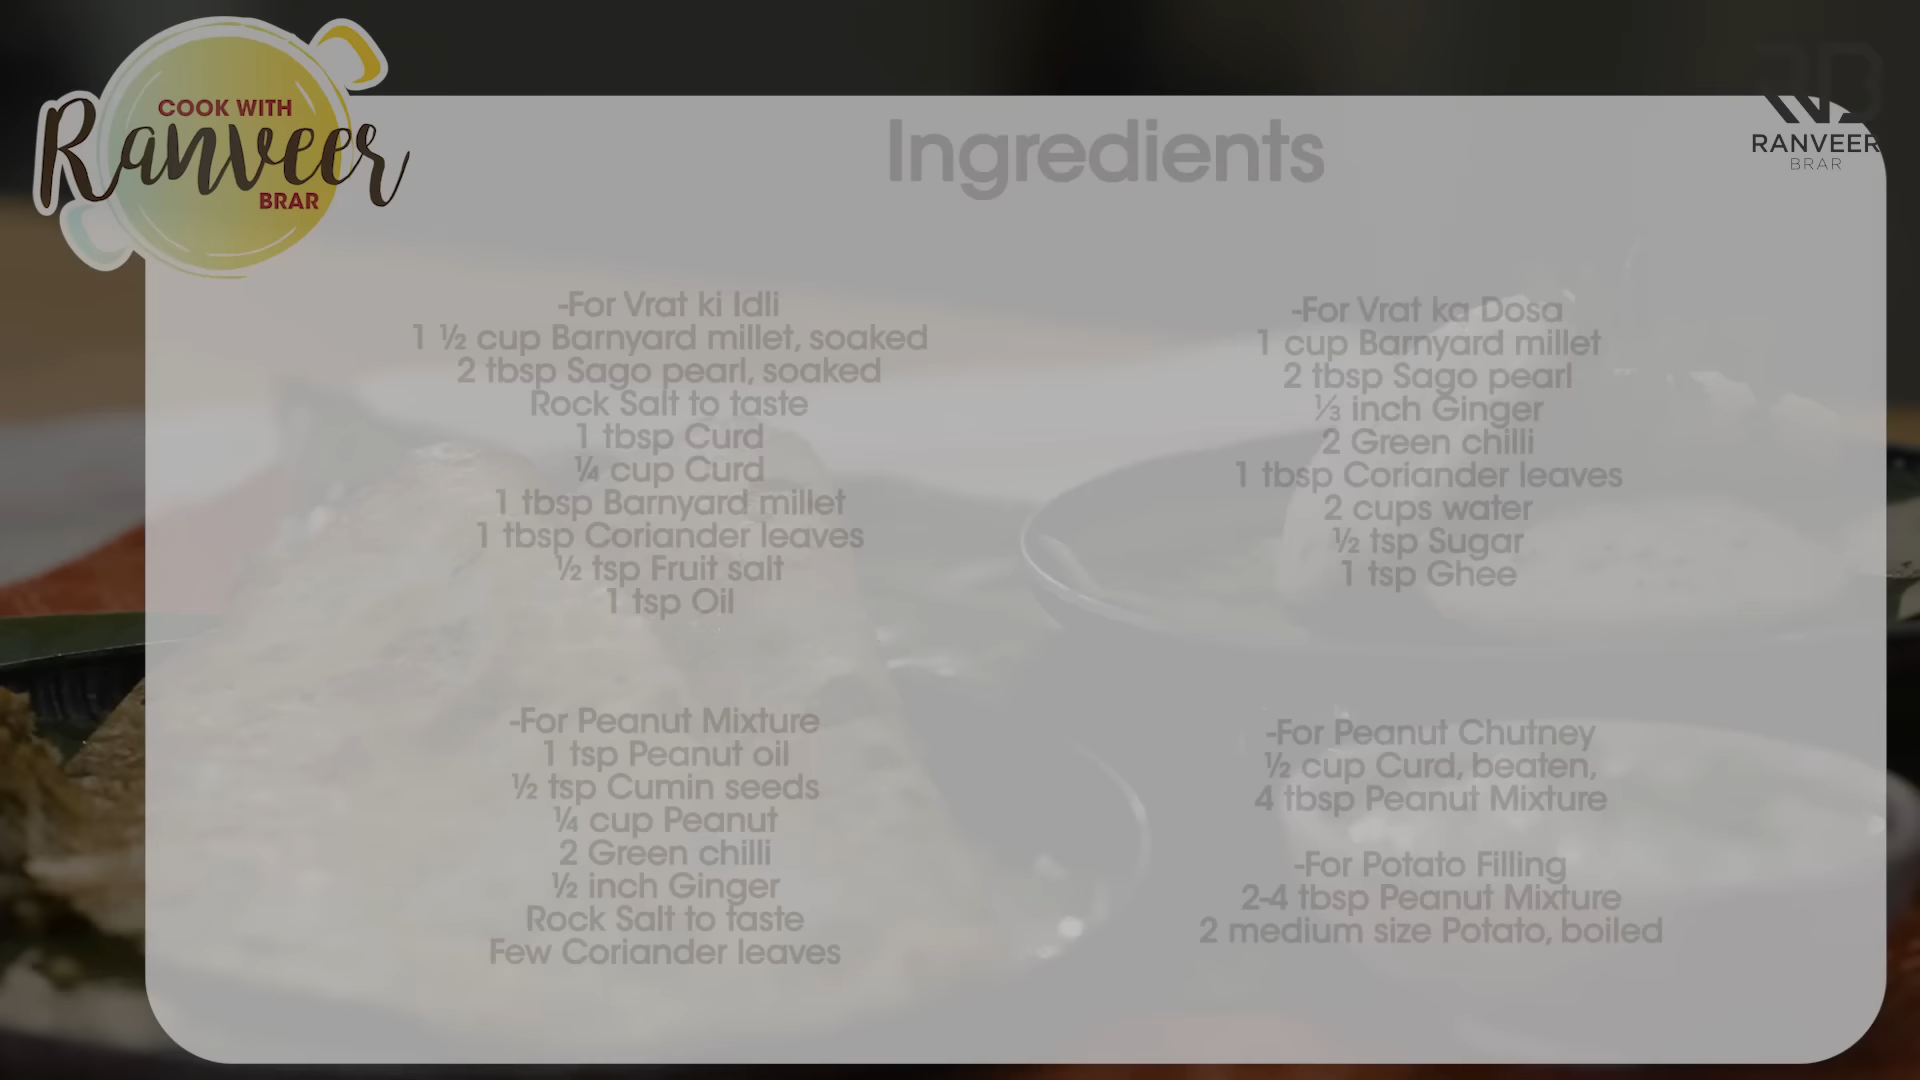 COOK WITH
Ranveer
BRAR
RANVEER
BRAR
Ingredients
-For Vrat ki Idli
1 ½ cup Barnyard millet, soaked
2 tbsp Sago pearl, soaked
Rock Salt to taste
1 tbsp Curd
¼ cup Curd
1 tbsp Barnyard millet
1 tbsp Coriander leaves
½ tsp Fruit salt
1 tsp Oil
-For Vrat ka Dosa
1 cup Barnyard millet
2 tbsp Sago pearl
⅓ inch Ginger
2 Green chilli
1 tbsp Coriander leaves
2 cups water
½ tsp Sugar
1 tsp Ghee
-For Peanut Mixture
1 tsp Peanut oil
½ tsp Cumin seeds
¼ cup Peanut
2 Green chilli
½ inch Ginger
Rock Salt to taste
Few Coriander leaves
-For Peanut Chutney
½ cup Curd, beaten,
4 tbsp Peanut Mixture
-For Potato Filling
2-4 tbsp Peanut Mixture
2 medium size Potato, boiled